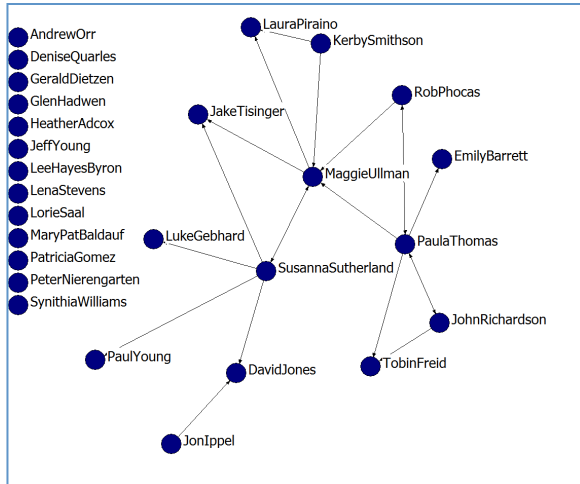 AndrewOrr
DeniseQuarles
GeraldDietzen
GlenHadwen
HeatherAdcox
JeffYoung
LeeHayesByron
LenaStevens
LorieSaal
MaryPatBaldauf
PatriciaGomez
PeterNierengarten
SynithiaWilliams
LauraPiraino
KerbySmithson
RobPhocas
JakeTisinger
EmilyBarrett
MaggieUllman
LukeGebhard
PaulaThomas
SusannaSutherland
JohnRichardson
PaulYoung
DavidJones
TobinFreid
JonIppel